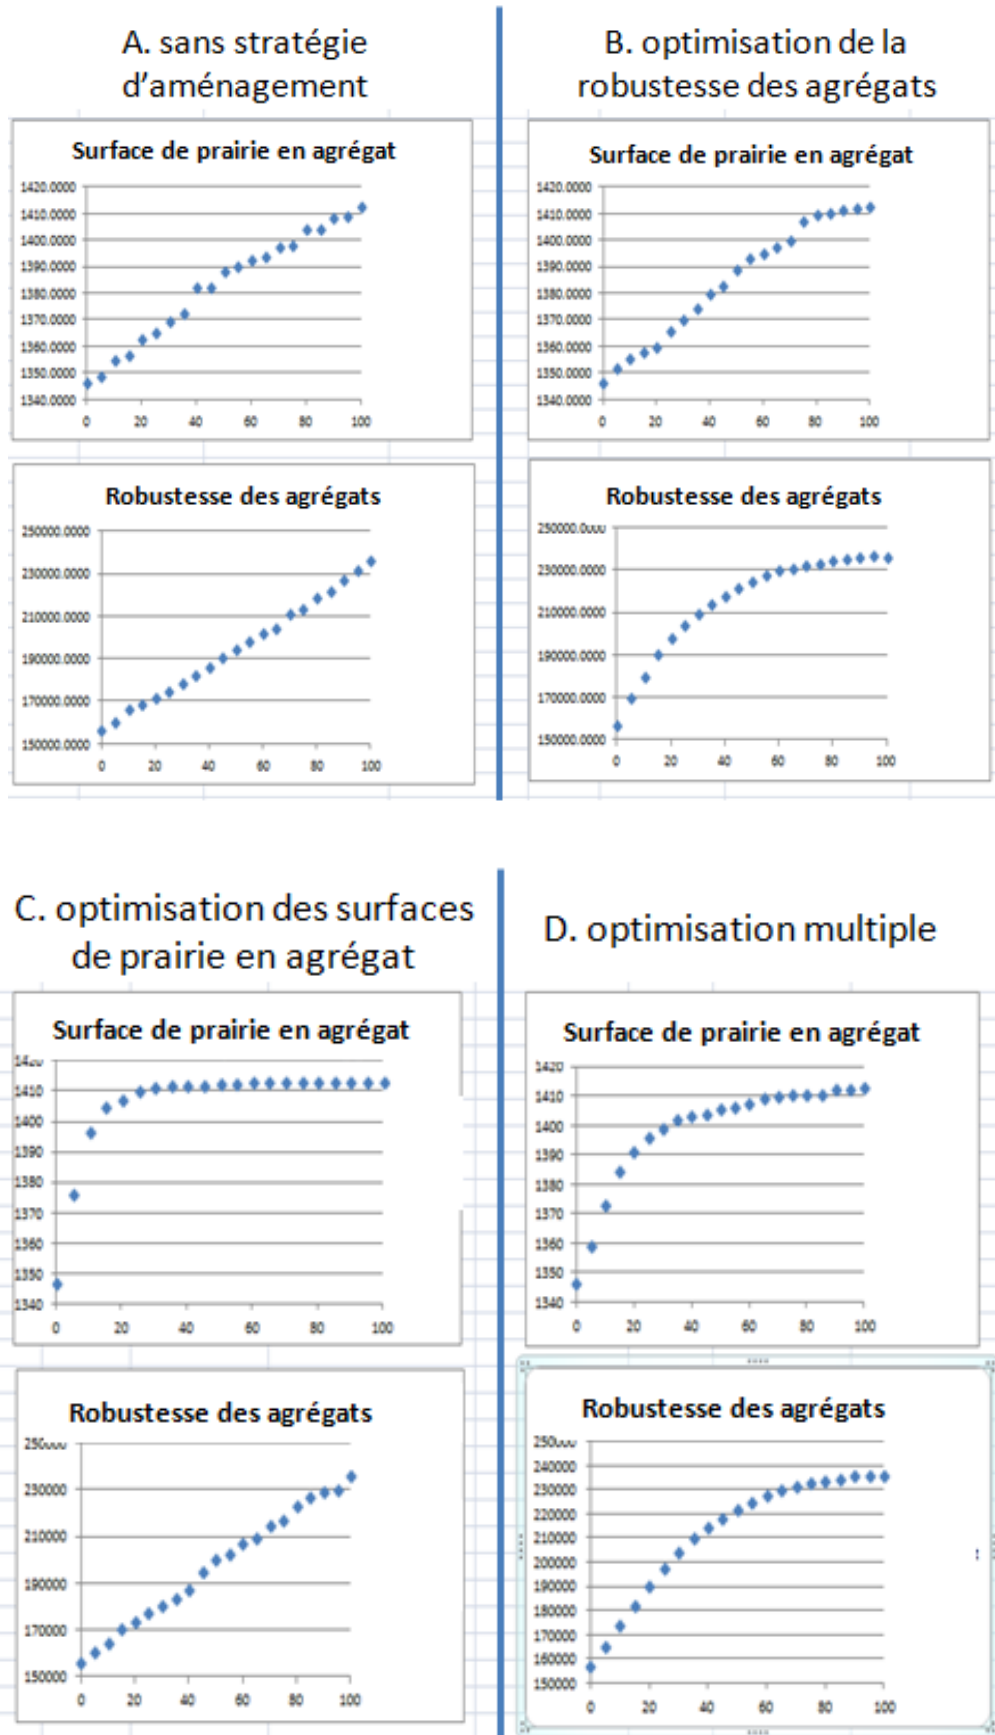 A. sans stratégie
d'aménagement
B. optimisation de la
robustesse des agrégats
Surface de prairie en agrégat
1420.0000
1410.0000
1400.0000
1390.0000
1380.0000
1370.0000
1360.0000
1350.0000
1340.0000
0 20 40 60 80 100
Surface de prairie en agrégat
1420.0000
1410.0000
1400.0000
1390.0000
1380.0000
1370.0000
1360.0000
1350.0000
1340.0000
0 20 40 60 80 100
Robustesse des agrégats
250000.0000
230000.0000
210000.0000
190000.0000
170000.0000
150000.0000
0 20 40 60 80 100
Robustesse des agrégats
250000.0000
230000.0000
210000.0000
190000.0000
170000.0000
150000.0000
0 20 40 60 80 100
C. optimisation des surfaces
de prairie en agrégat
D. optimisation multiple
Surface de prairie en agrégat
1420
1410
1400
1390
1380
1370
1360
1350
1340
0 20 40 60 80 100
Surface de prairie en agrégat
1420
1410
1400
1390
1380
1370
1360
1350
1340
0 20 40 60 80 100
Robustesse des agrégats
250000
230000
210000
190000
170000
150000
0 20 40 60 80 100
Robustesse des agrégats
250000
240000
230000
220000
210000
200000
190000
180000
170000
160000
150000
0 20 40 60 80 100